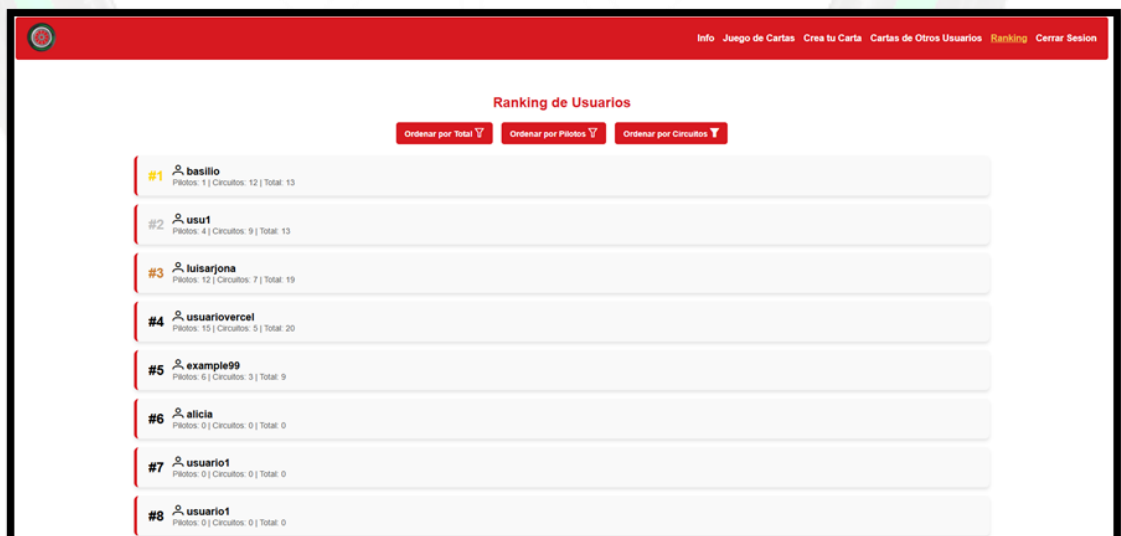 Info Juego de Cartas Crea tu Carta Cartas de Otros Usuarios Ranking Cerrar Sesion
Ranking de Usuarios
Ordenar por Total Ordenar por Pilotos Ordenar por Circuitos
#1 basilio
Pilotos: 1 | Circuitos: 12 | Total: 13
#2 usu1
Pilotos: 4 | Circuitos: 9 | Total: 13
#3 luisarjona
Pilotos: 12 | Circuitos: 7 | Total: 19
#4 usuariovercel
Pilotos: 15 | Circuitos: 5 | Total: 20
#5 example99
Pilotos: 6 | Circuitos: 3 | Total: 9
#6 alicia
Pilotos: 0 | Circuitos: 0 | Total: 0
#7 usuario1
Pilotos: 0 | Circuitos: 0 | Total: 0
#8 usuario1
Pilotos: 0 | Circuitos: 0 | Total: 0